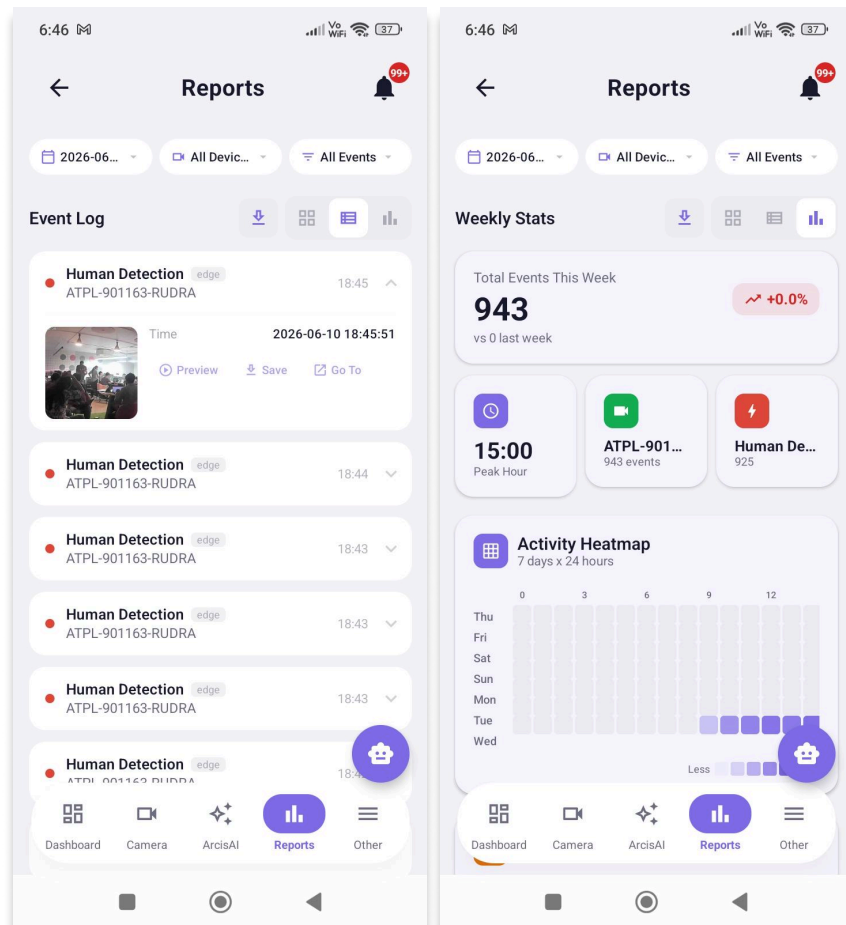 6:46
Vo
WiFi
37
Reports
99+
2026-06...
All Devic...
All Events
Event Log
Human Detection edge
18:45
ATPL-901163-RUDRA
Time
2026-06-10 18:45:51
Preview
Save
Go To
Human Detection edge
18:44
ATPL-901163-RUDRA
Human Detection edge
18:43
ATPL-901163-RUDRA
Human Detection edge
18:43
ATPL-901163-RUDRA
Human Detection edge
18:43
ATPL-901163-RUDRA
Human Detection edge
ATPL-901163-RUDRA
Dashboard
Camera
ArcisAI
Reports
Other
6:46
Vo
WiFi
37
Reports
99+
2026-06...
All Devic...
All Events
Weekly Stats
Total Events This Week
943
+0.0%
vs 0 last week
15:00
Peak Hour
ATPL-901...
943 events
Human De...
925
Activity Heatmap
7 days x 24 hours
0 3 6 9 12
Thu
Fri
Sat
Sun
Mon
Tue
Wed
Less
Dashboard
Camera
ArcisAI
Reports
Other